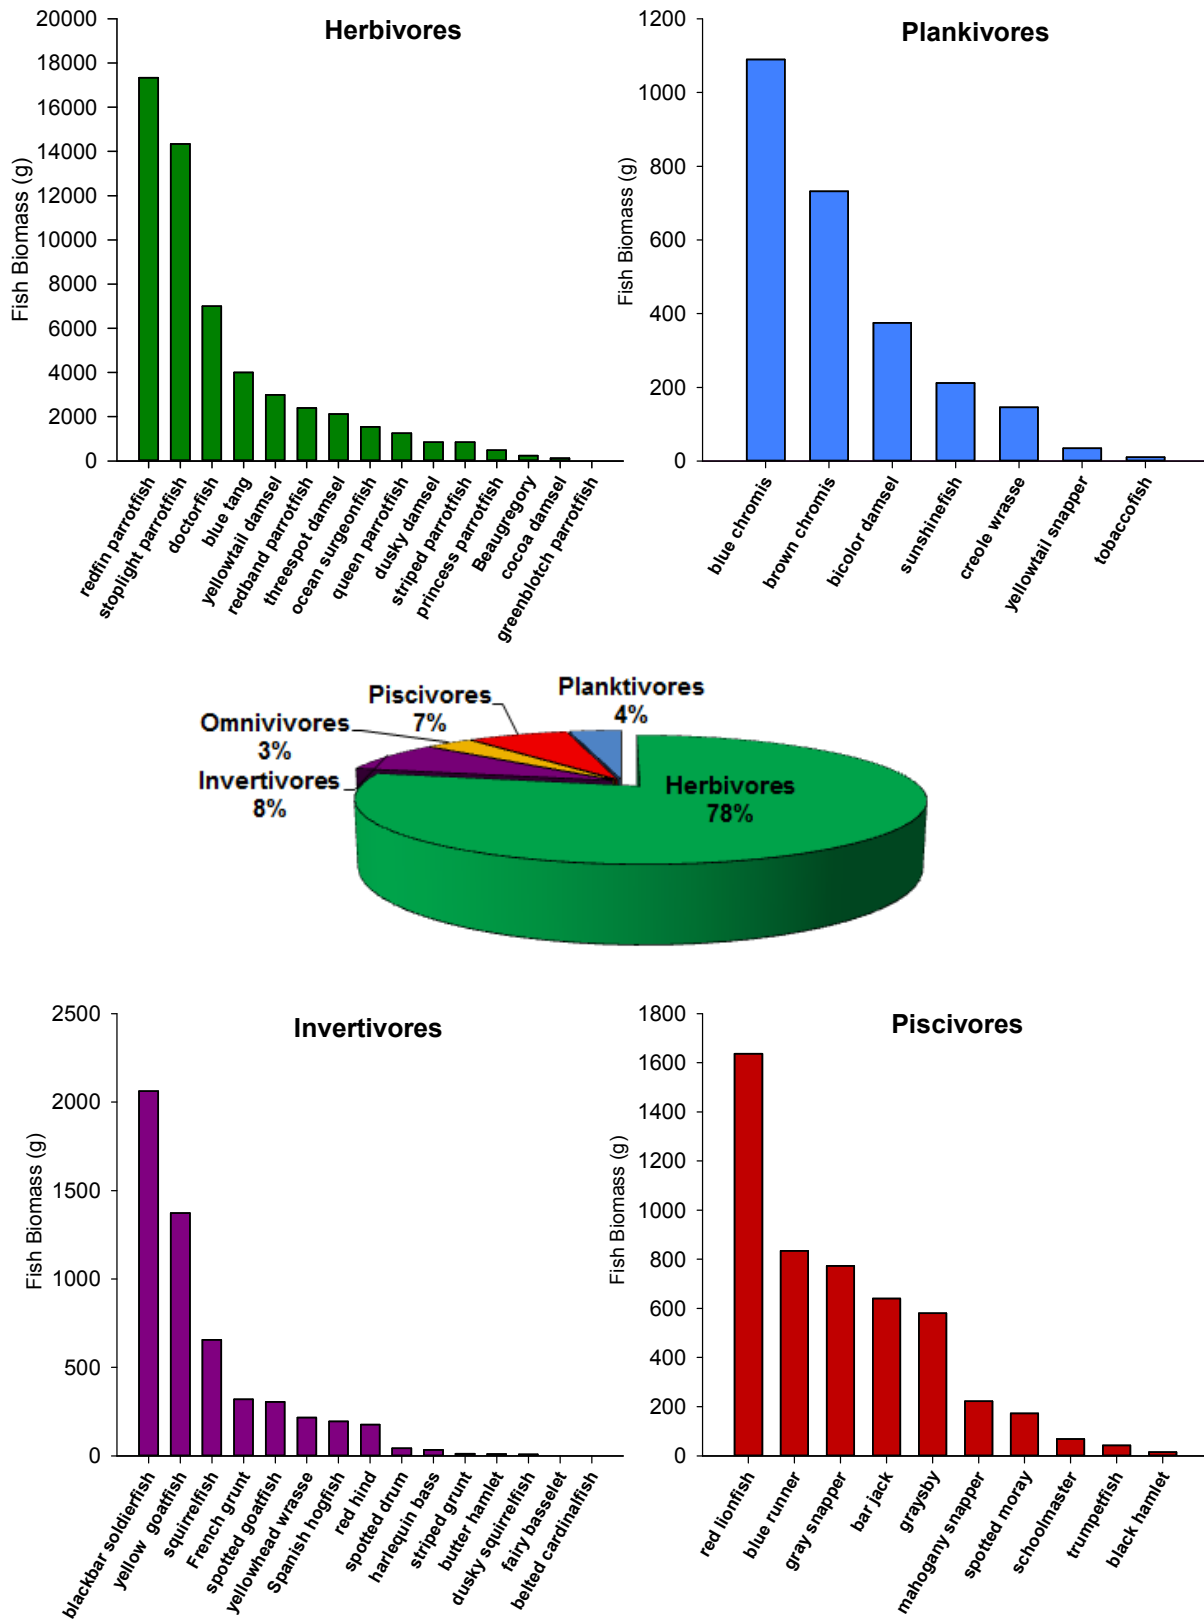 Herbivores
Fish Biomass (g)
20000
18000
16000
14000
12000
10000
8000
6000
4000
2000
0
redfin parrotfish
stoplight parrotfish
doctorfish
blue tang
yellowtail damsel
redband parrotfish
threespot damsel
ocean surgeonfish
queen parrotfish
dusky damsel
striped parrotfish
princess parrotfish
Beaugregory
cocoa damsel
greenblotch parrotfish
Plankivores
Fish Biomass (g)
1200
1000
800
600
400
200
0
blue chromis
brown chromis
bicolor damsel
sunshinefish
creole wrasse
yellowtail snapper
tobaccofish
Piscivores
7%
Planktivores
4%
Omnivivores
3%
Invertivores
8%
Herbivores
78%
Invertivores
Fish Biomass (g)
2500
2000
1500
1000
500
0
blackbar soldierfish
yellow goatfish
squirrelfish
French grunt
spotted goatfish
yellowhead wrasse
Spanish hogfish
red hind
spotted drum
harlequin bass
striped grunt
butter hamlet
dusky squirrelfish
fairy basselet
belted cardinalfish
Piscivores
Fish Biomass (g)
1800
1600
1400
1200
1000
800
600
400
200
0
red lionfish
blue runner
gray snapper
bar jack
graysby
mahogany snapper
spotted moray
schoolmaster
trumpetfish
black hamlet